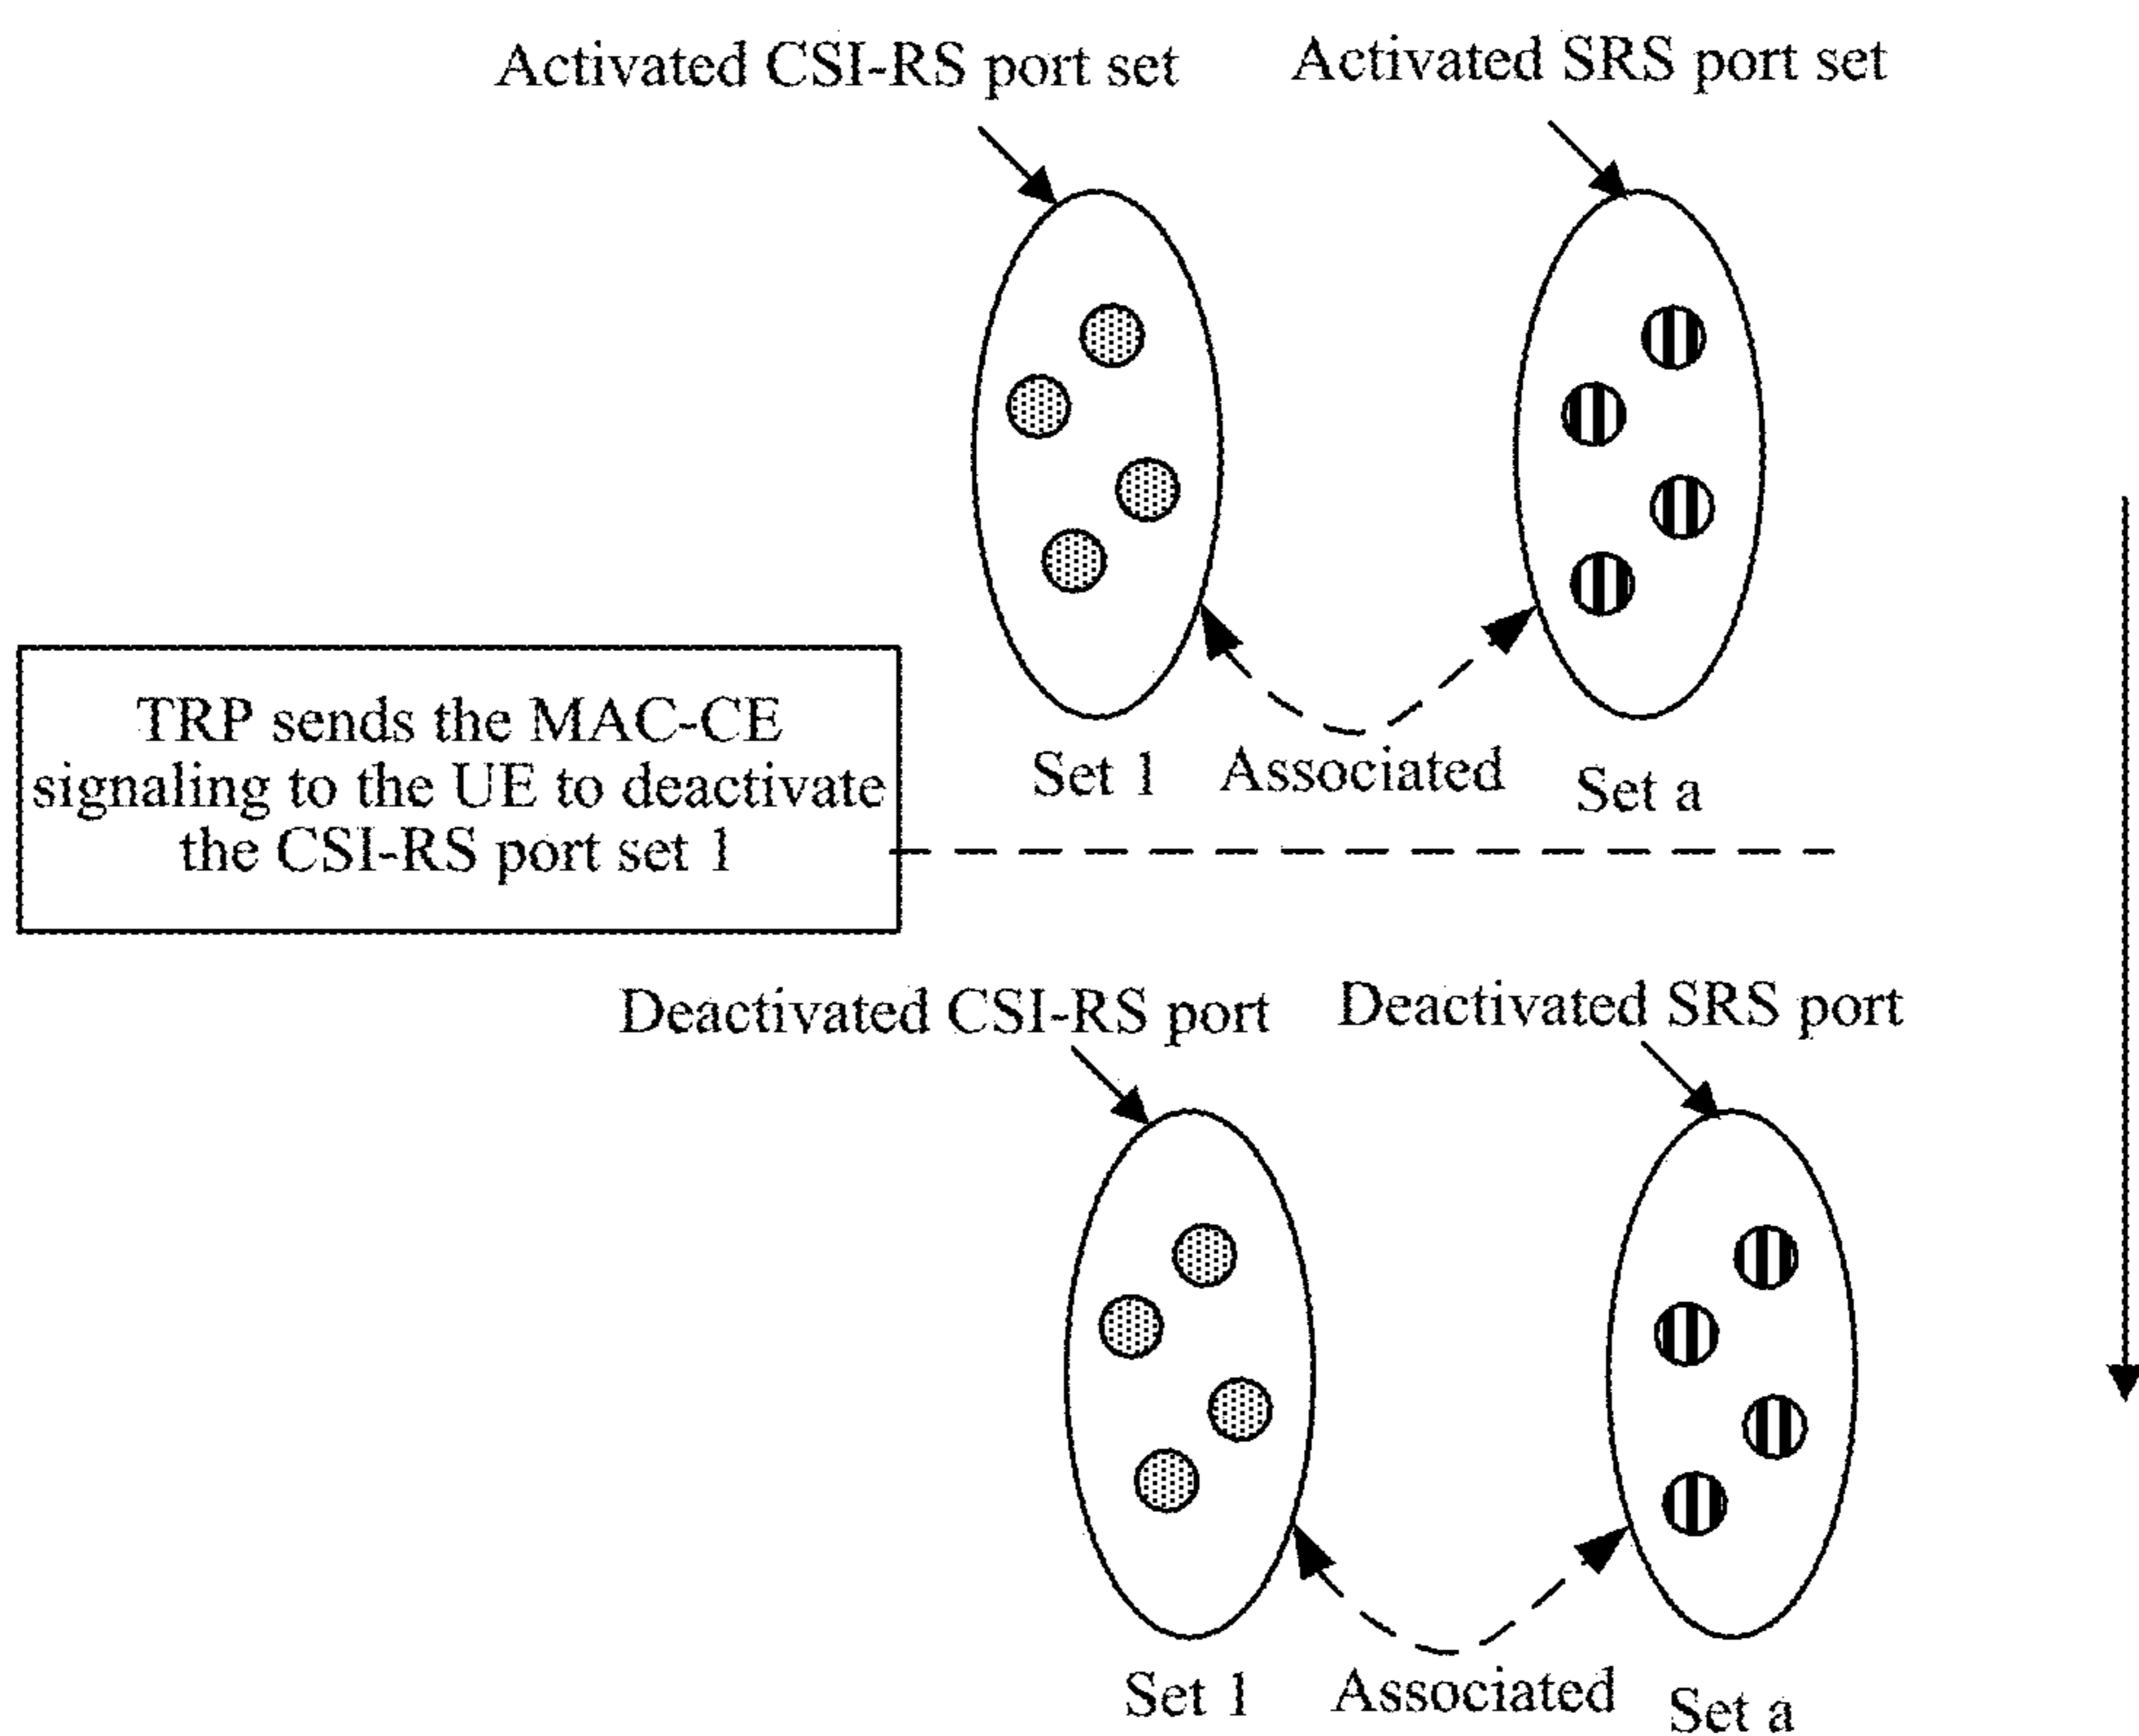 Activated CSI-RS port set
Activated SRS port set
Set 1
Associated
Set a
TRP sends the MAC-CE
signaling to the UE to deactivate
the CSI-RS port set 1
Deactivated CSI-RS port
Deactivated SRS port
Set 1
Associated
Set a